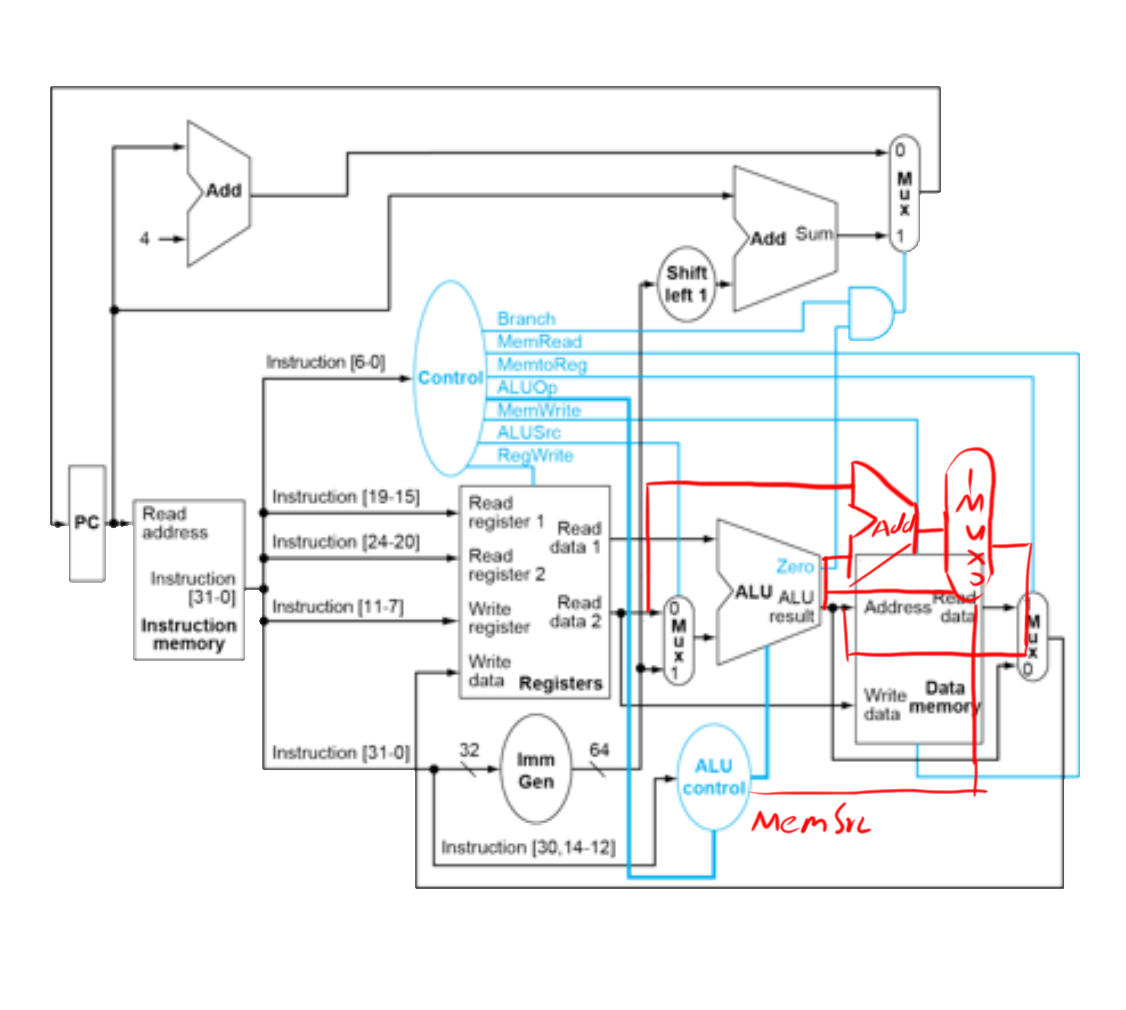 Add
4
0
Mux
1
Add Sum
Shift
left 1
Branch
MemRead
MemtoReg
ALUOp
MemWrite
ALUSrc
RegWrite
Control
Instruction [6-0]
PC
Read
address
Instruction
[31-0]
Instruction
memory
Instruction [19-15]
Instruction [24-20]
Instruction [11-7]
Instruction [31-0]
Read
register 1
Read
register 2
Write
register
Write
data
Read
data 1
Read
data 2
Registers
0
Mux
1
Zero
ALU
ALU
result
Add
1
Mux
0
Address
Read
data
Write
data
Data
memory
1
Mux
0
32
Imm
Gen
64
ALU
control
Instruction [30,14-12]
MemSrc